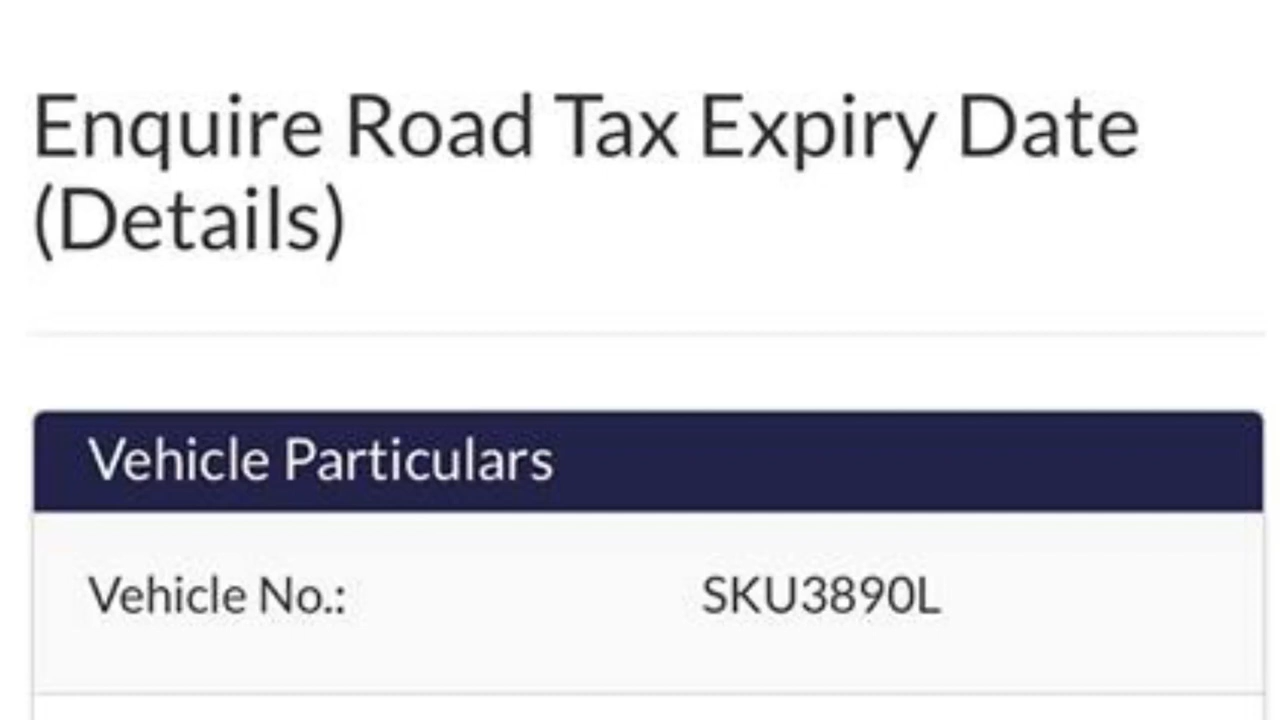 Enquire Road Tax Expiry Date
(Details)
Vehicle Particulars
Vehicle No.: SKU3890L